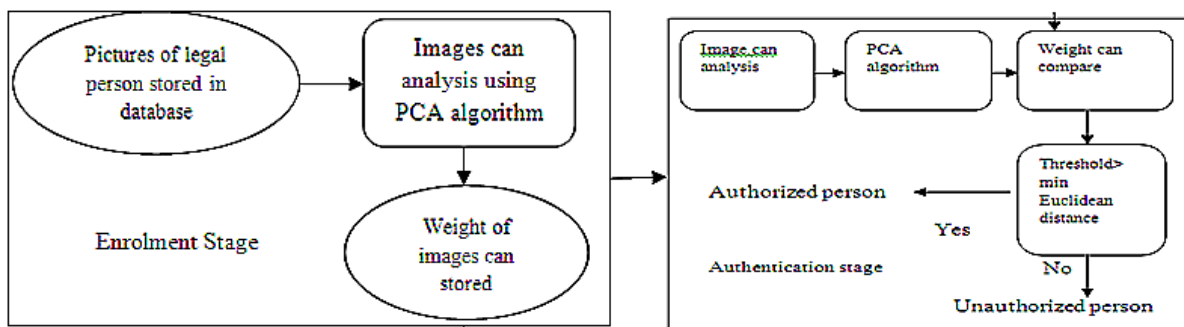 Pictures of legal
person stored in
database
Images can
analysis using
PCA algorithm
Enrolment Stage
Weight of
images can
stored
Image can
analysis
PCA
algorithm
Weight can
compare
Threshold>
min
Euclidean
distance
Authorized person
Yes
Authentication stage
No
Unauthorized person